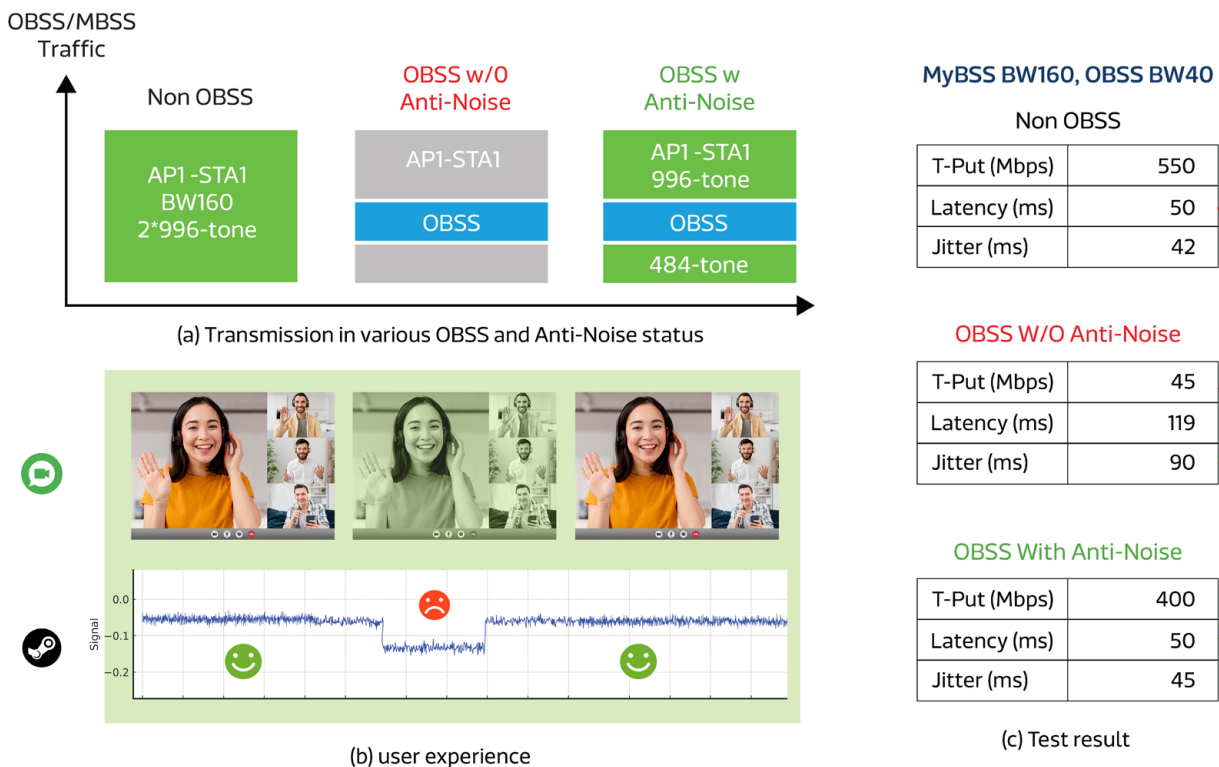 OBSS/MBSS
Traffic
Non OBSS
OBSS w/0
Anti-Noise
OBSS w
Anti-Noise
AP1 -STA1
BW160
2*996-tone
AP1-STA1
OBSS
AP1 -STA1
996-tone
OBSS
484-tone
(a) Transmission in various OBSS and Anti-Noise status
Signal
0.0
−0.1
−0.2
(b) user experience
MyBSS BW160, OBSS BW40
Non OBSS
T-Put (Mbps) 550
Latency (ms) 50
Jitter (ms) 42
OBSS W/O Anti-Noise
T-Put (Mbps) 45
Latency (ms) 119
Jitter (ms) 90
OBSS With Anti-Noise
T-Put (Mbps) 400
Latency (ms) 50
Jitter (ms) 45
(c) Test result